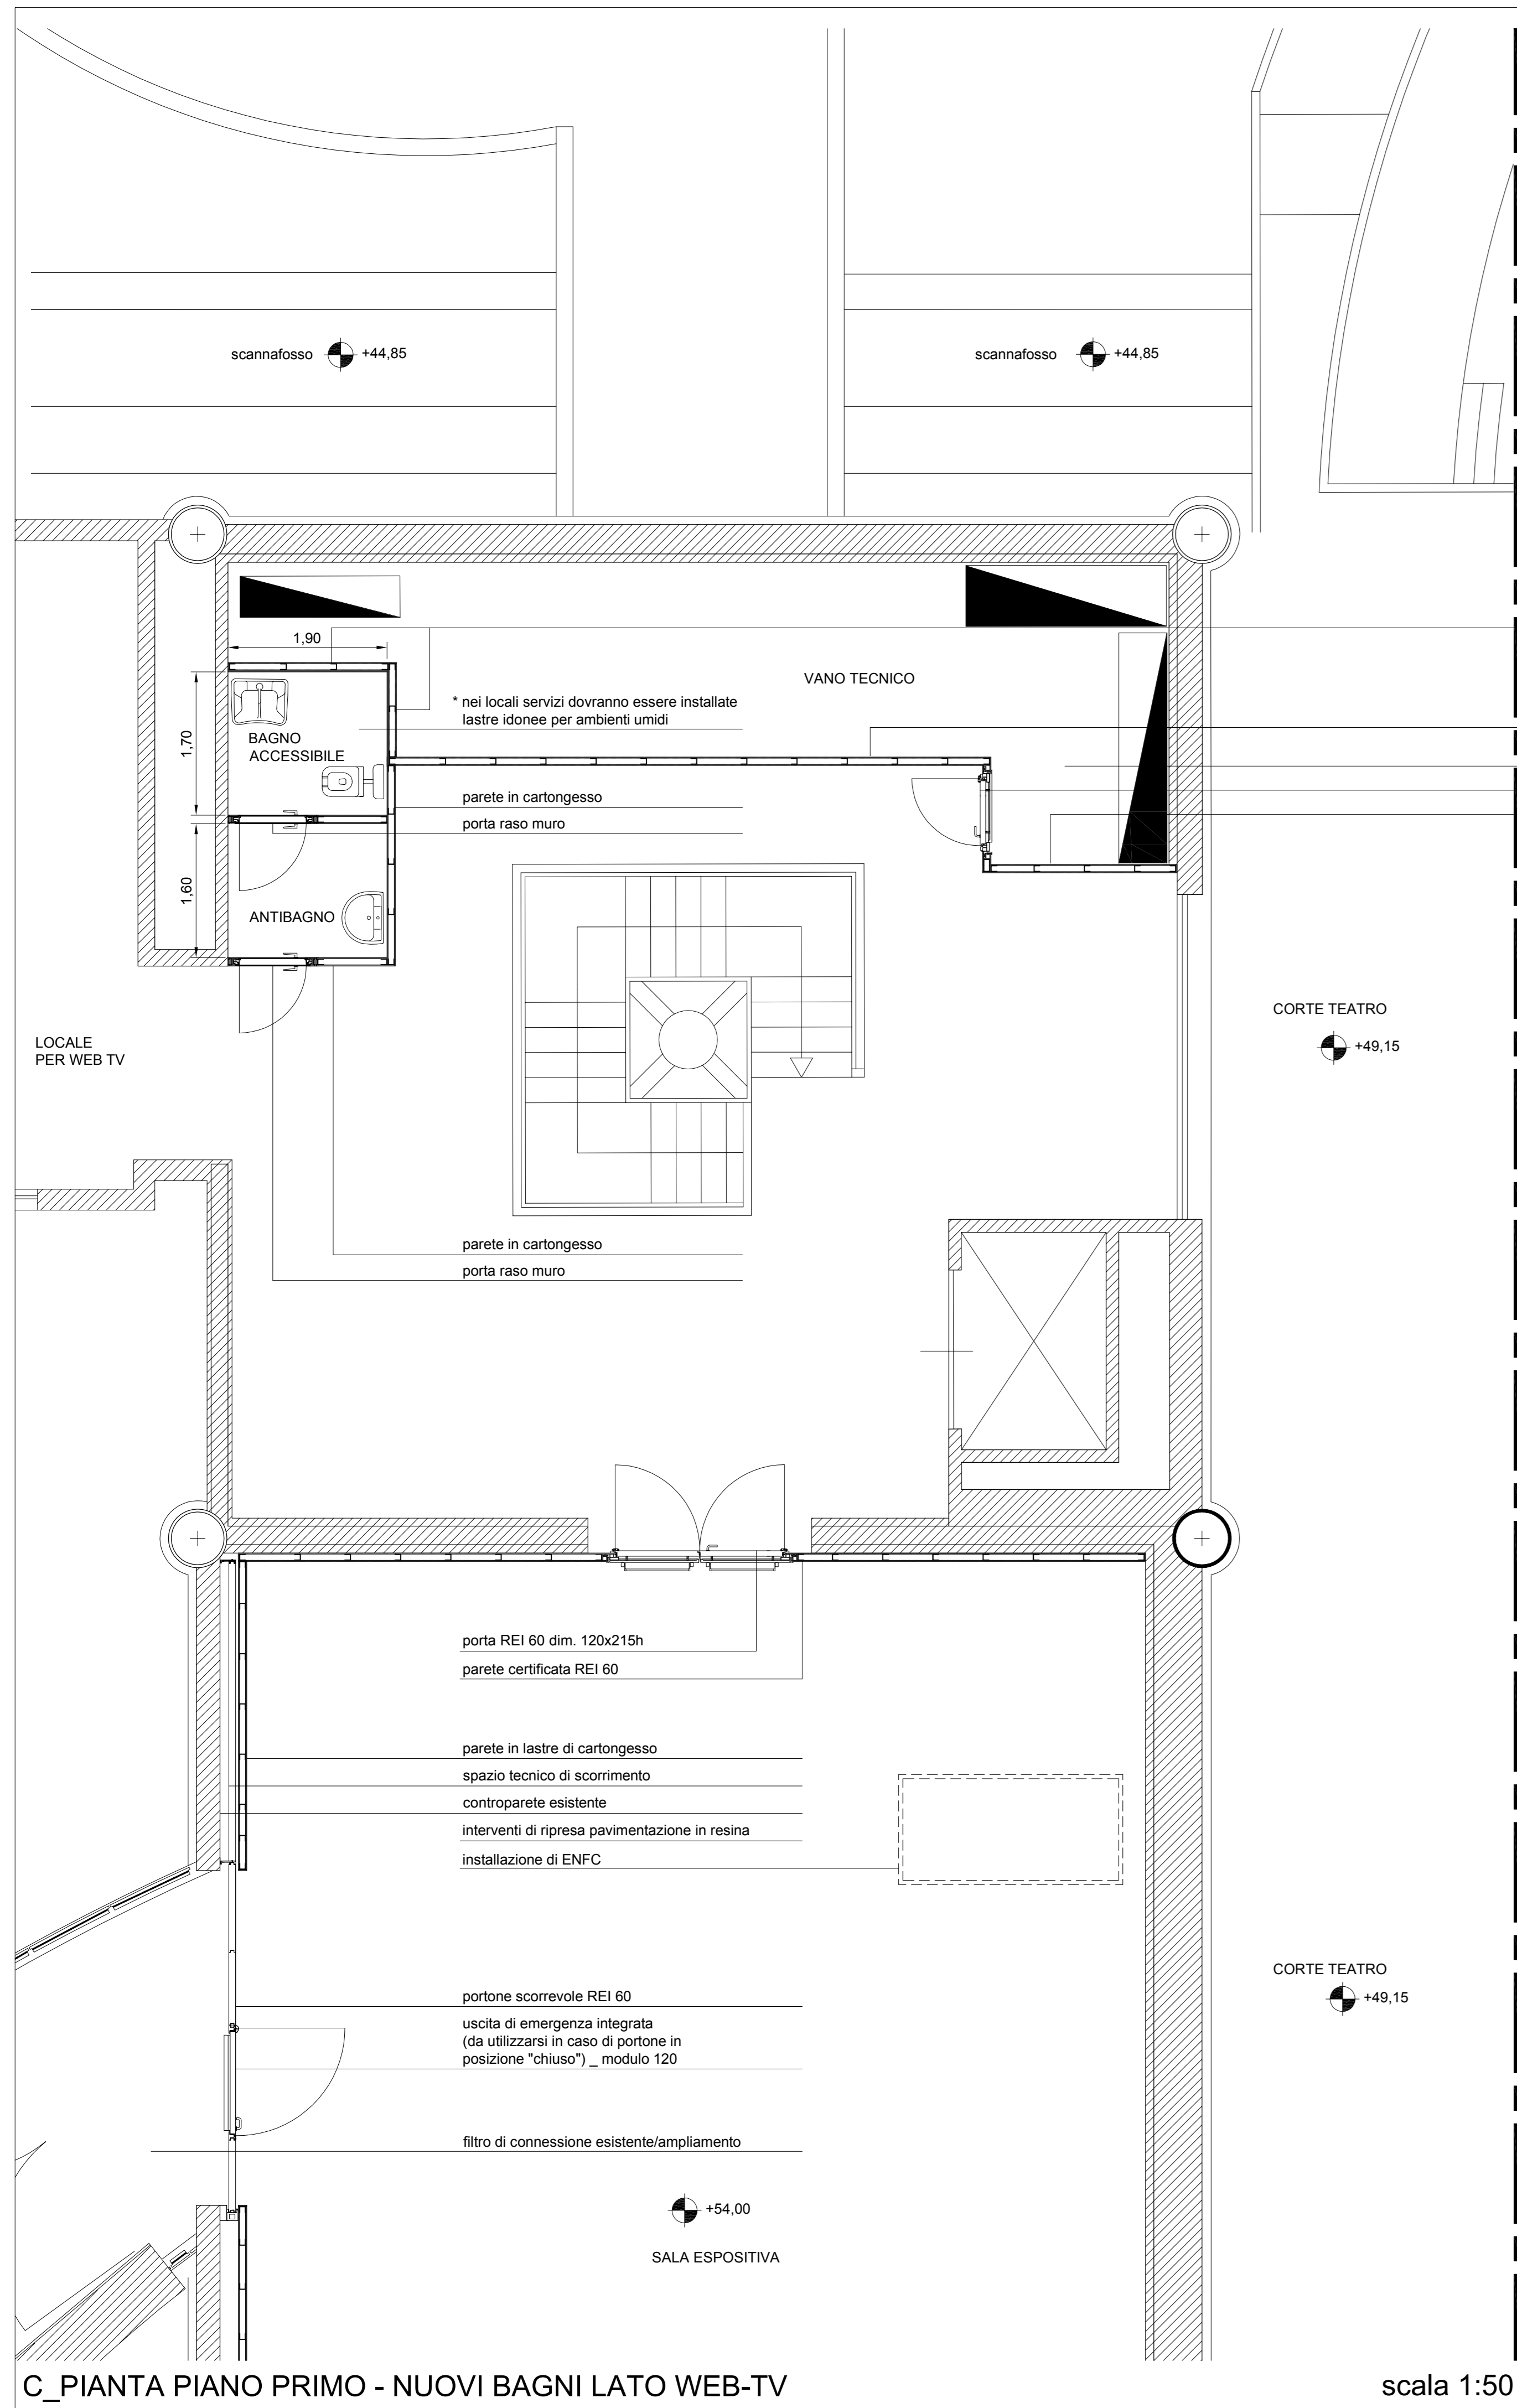 scannafosso +44,85
scannafosso +44,85
1,90
VANO TECNICO
* nei locali servizi dovranno essere installate
lastre idonee per ambienti umidi
1,70
BAGNO
ACCESSIBILE
parete in cartongesso
porta raso muro
1,60
ANTIBAGNO
CORTE TEATRO
+49,15
LOCALE
PER WEB TV
parete in cartongesso
porta raso muro
porta REI 60 dim. 120x215h
parete certificata REI 60
parete in lastre di cartongesso
spazio tecnico di scorrimento
controparete esistente
interventi di ripresa pavimentazione in resina
installazione di ENFC
CORTE TEATRO
+49,15
portone scorrevole REI 60
uscita di emergenza integrata
(da utilizzarsi in caso di portone in
posizione "chiuso") _ modulo 120
filtro di connessione esistente/ampliamento
+54,00
SALA ESPOSITIVA
C_PIANTA PIANO PRIMO - NUOVI BAGNI LATO WEB-TV
scala 1:50